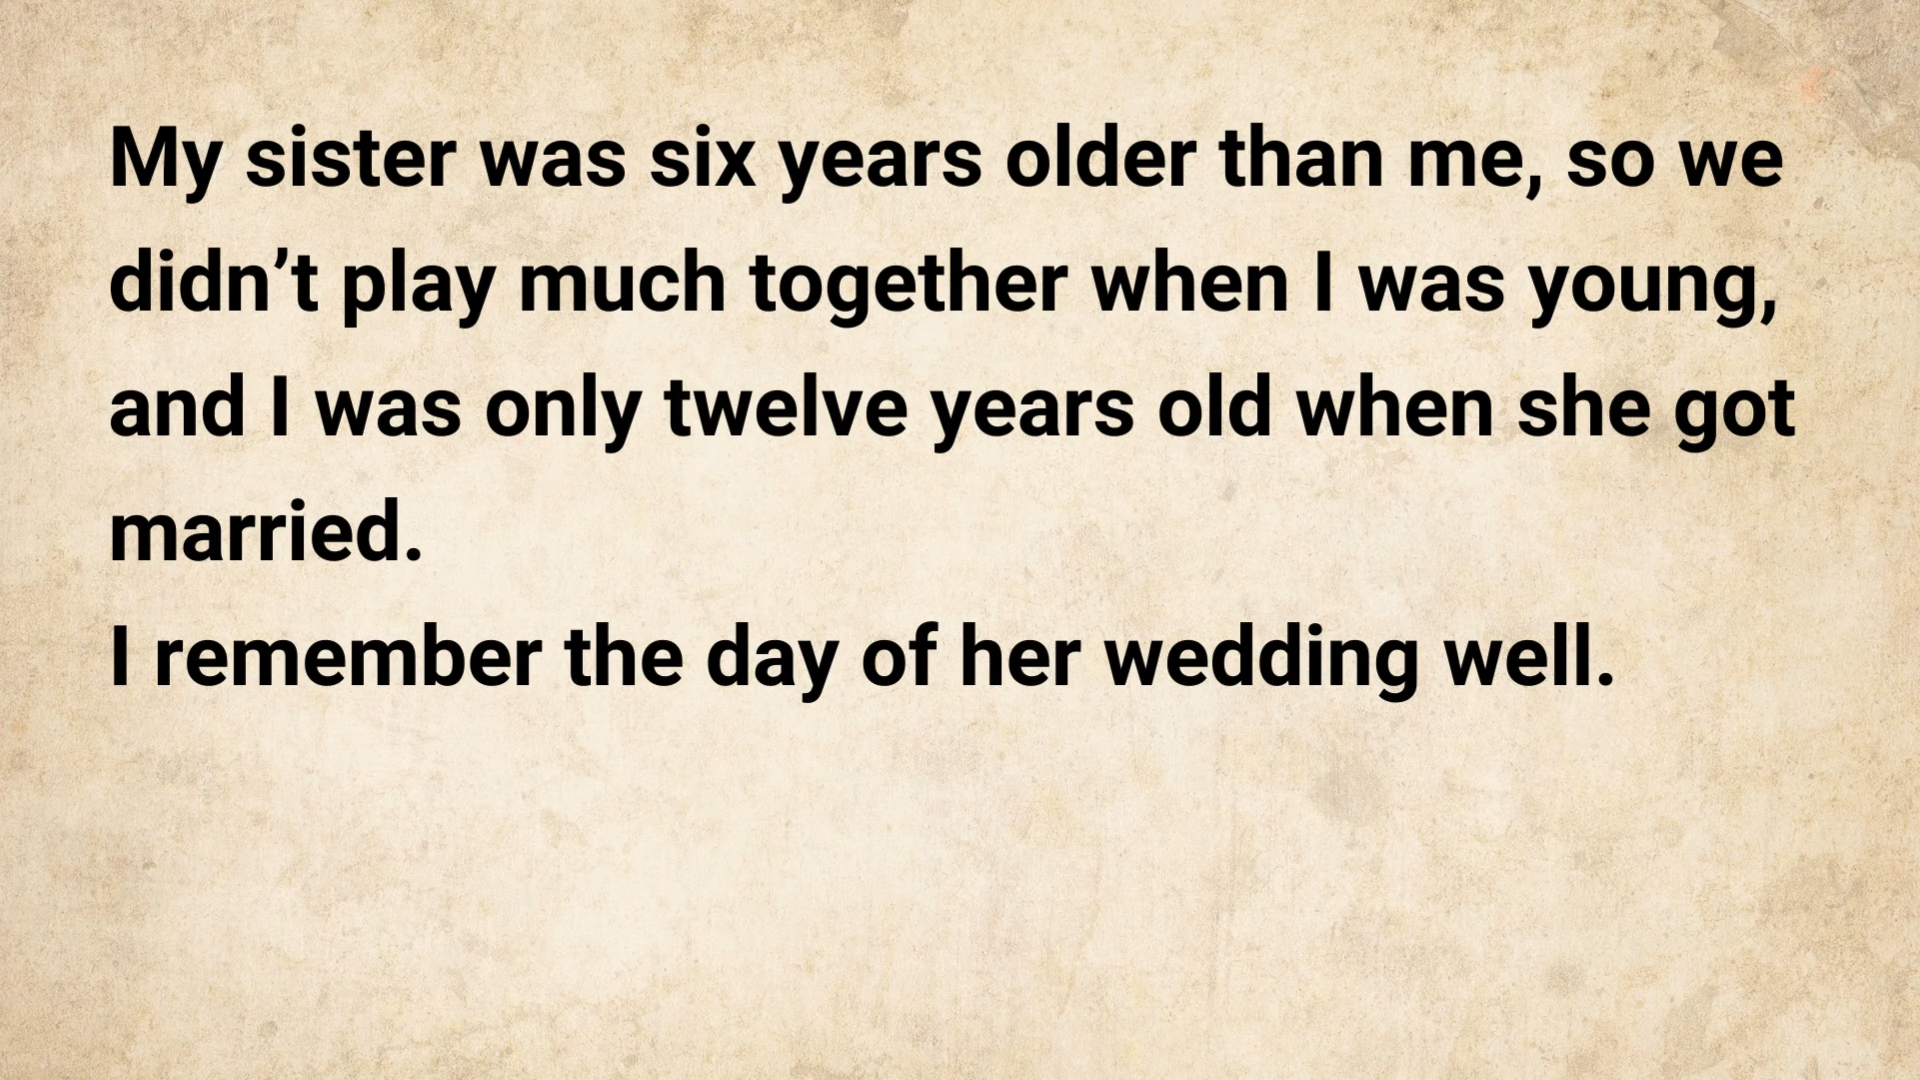 My sister was six years older than me, so we
didn’t play much together when I was young,
and I was only twelve years old when she got
married.
I remember the day of her wedding well.